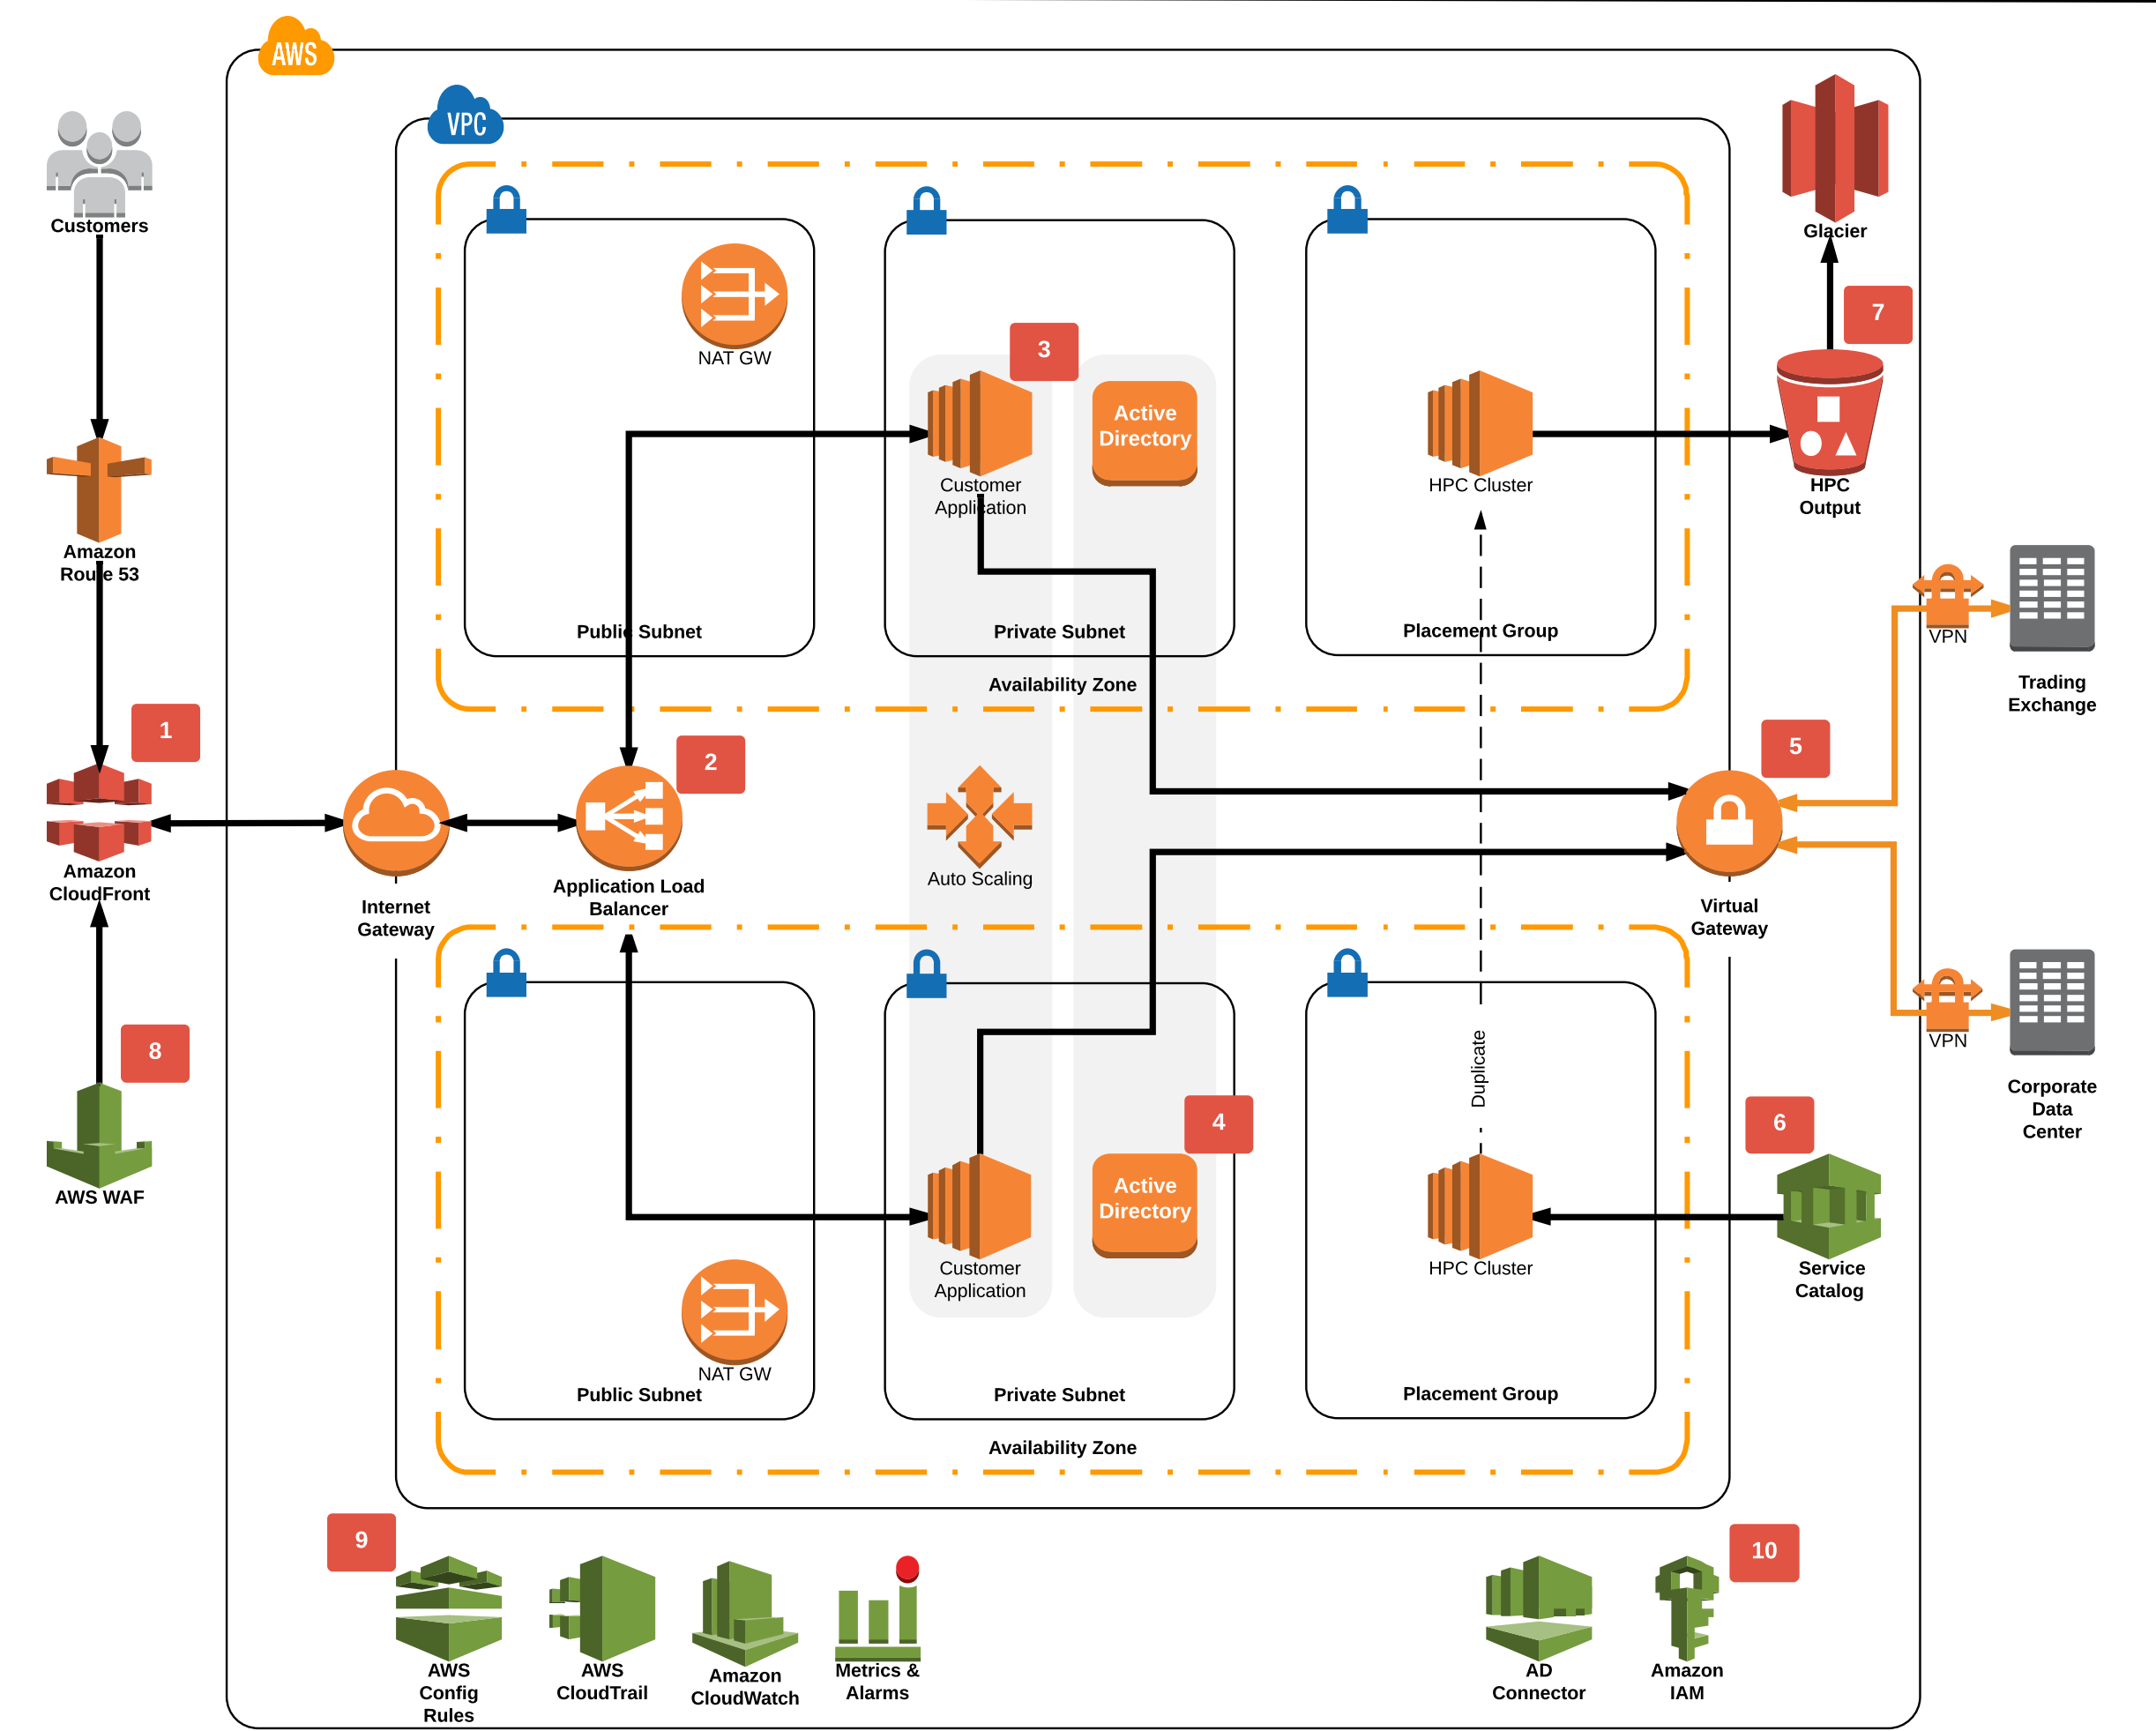 AWS
VPC
Customers
Glacier
7
NAT GW
3
Active
Directory
Customer
Application
HPC Cluster
HPC
Output
Amazon
Route 53
Public Subnet
Private Subnet
Placement Group
VPN
Availability Zone
Trading
Exchange
1
2
5
Amazon
CloudFront
Auto Scaling
Application Load
Balancer
Internet
Gateway
Virtual
Gateway
8
Duplicate
VPN
4
6
Corporate
Data
Center
AWS WAF
Active
Directory
Customer
Application
HPC Cluster
Service
Catalog
NAT GW
Public Subnet
Private Subnet
Placement Group
Availability Zone
9
10
AWS
Config
Rules
AWS
CloudTrail
Amazon
CloudWatch
Metrics &
Alarms
AD
Connector
Amazon
IAM